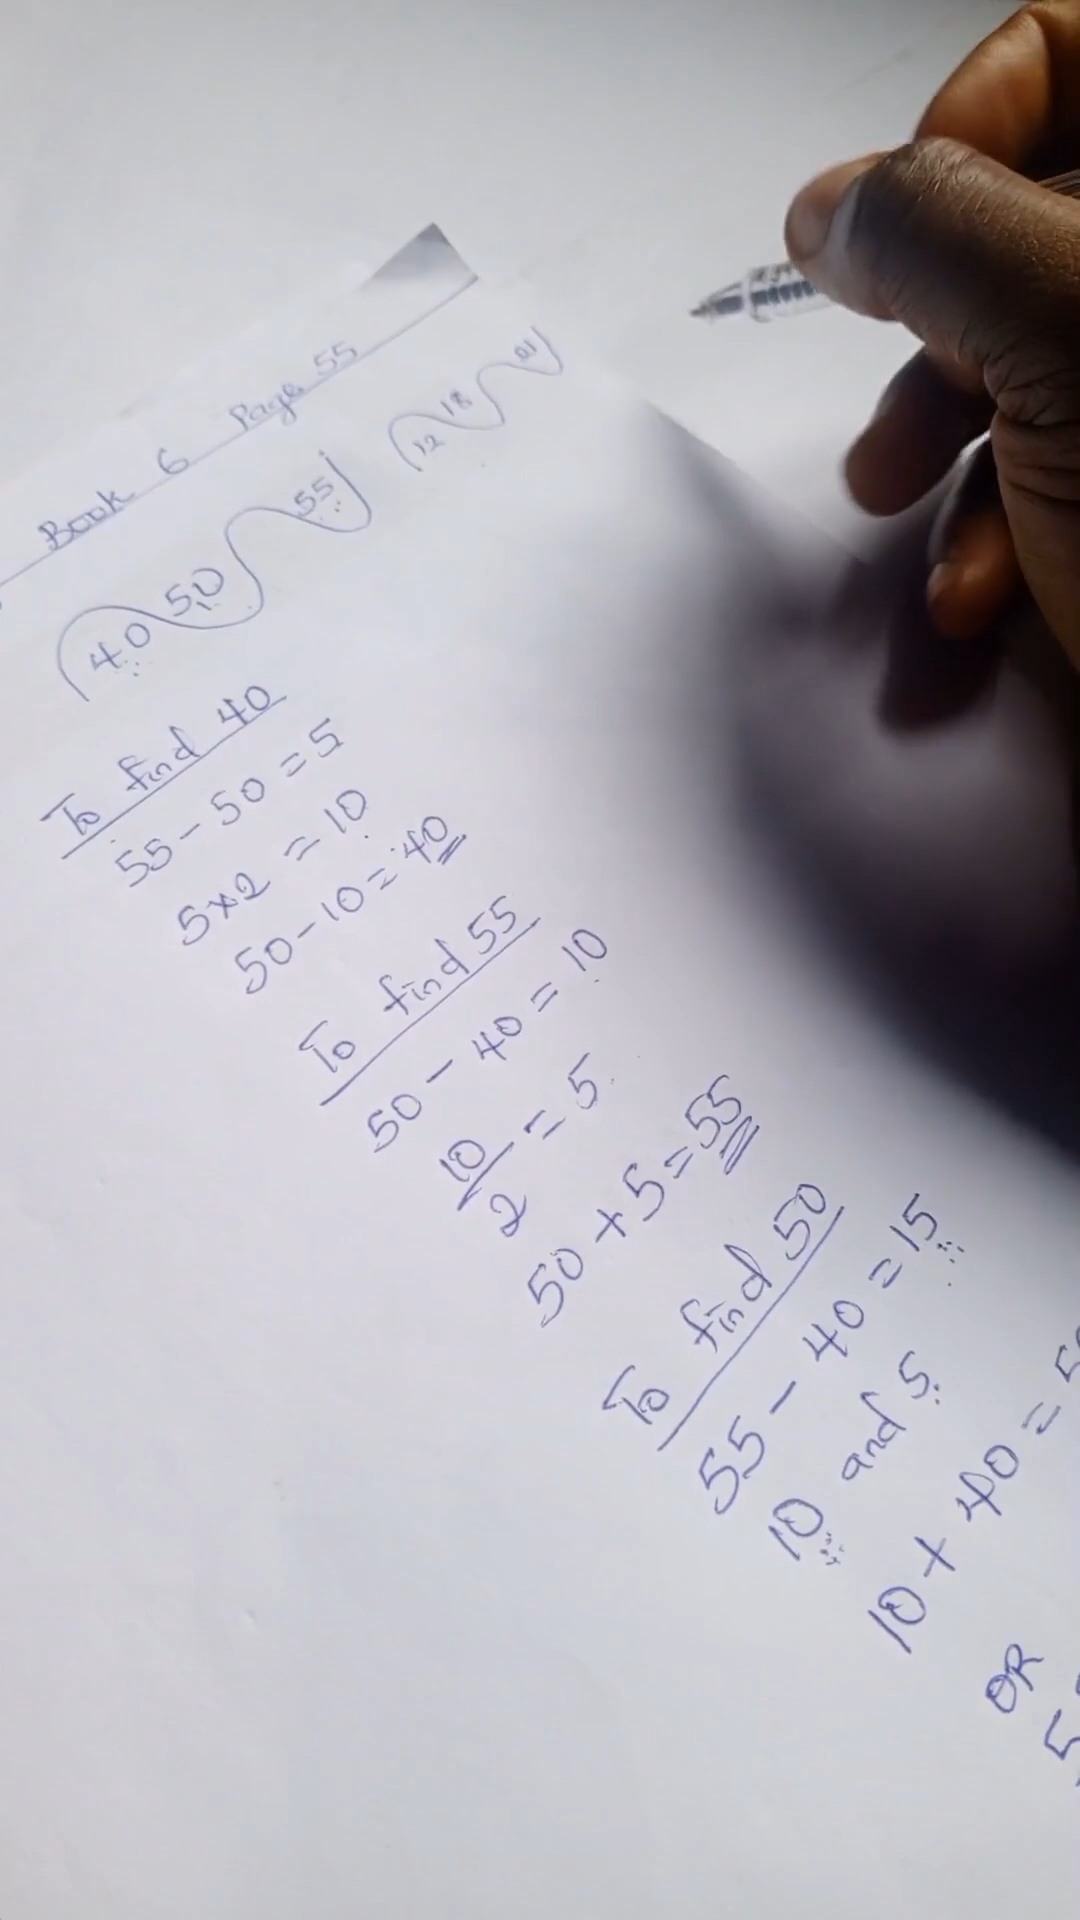 Book 6 Page 55
40 50 55
12 18 21
To find 40
55 - 50 = 5
5 × 2 = 10
50 - 10 = 40
To find 55
50 - 40 = 10
10/2 = 5
50 + 5 = 55
To find 50
55 - 40 = 15
10 and 5
10 + 40 =
OR